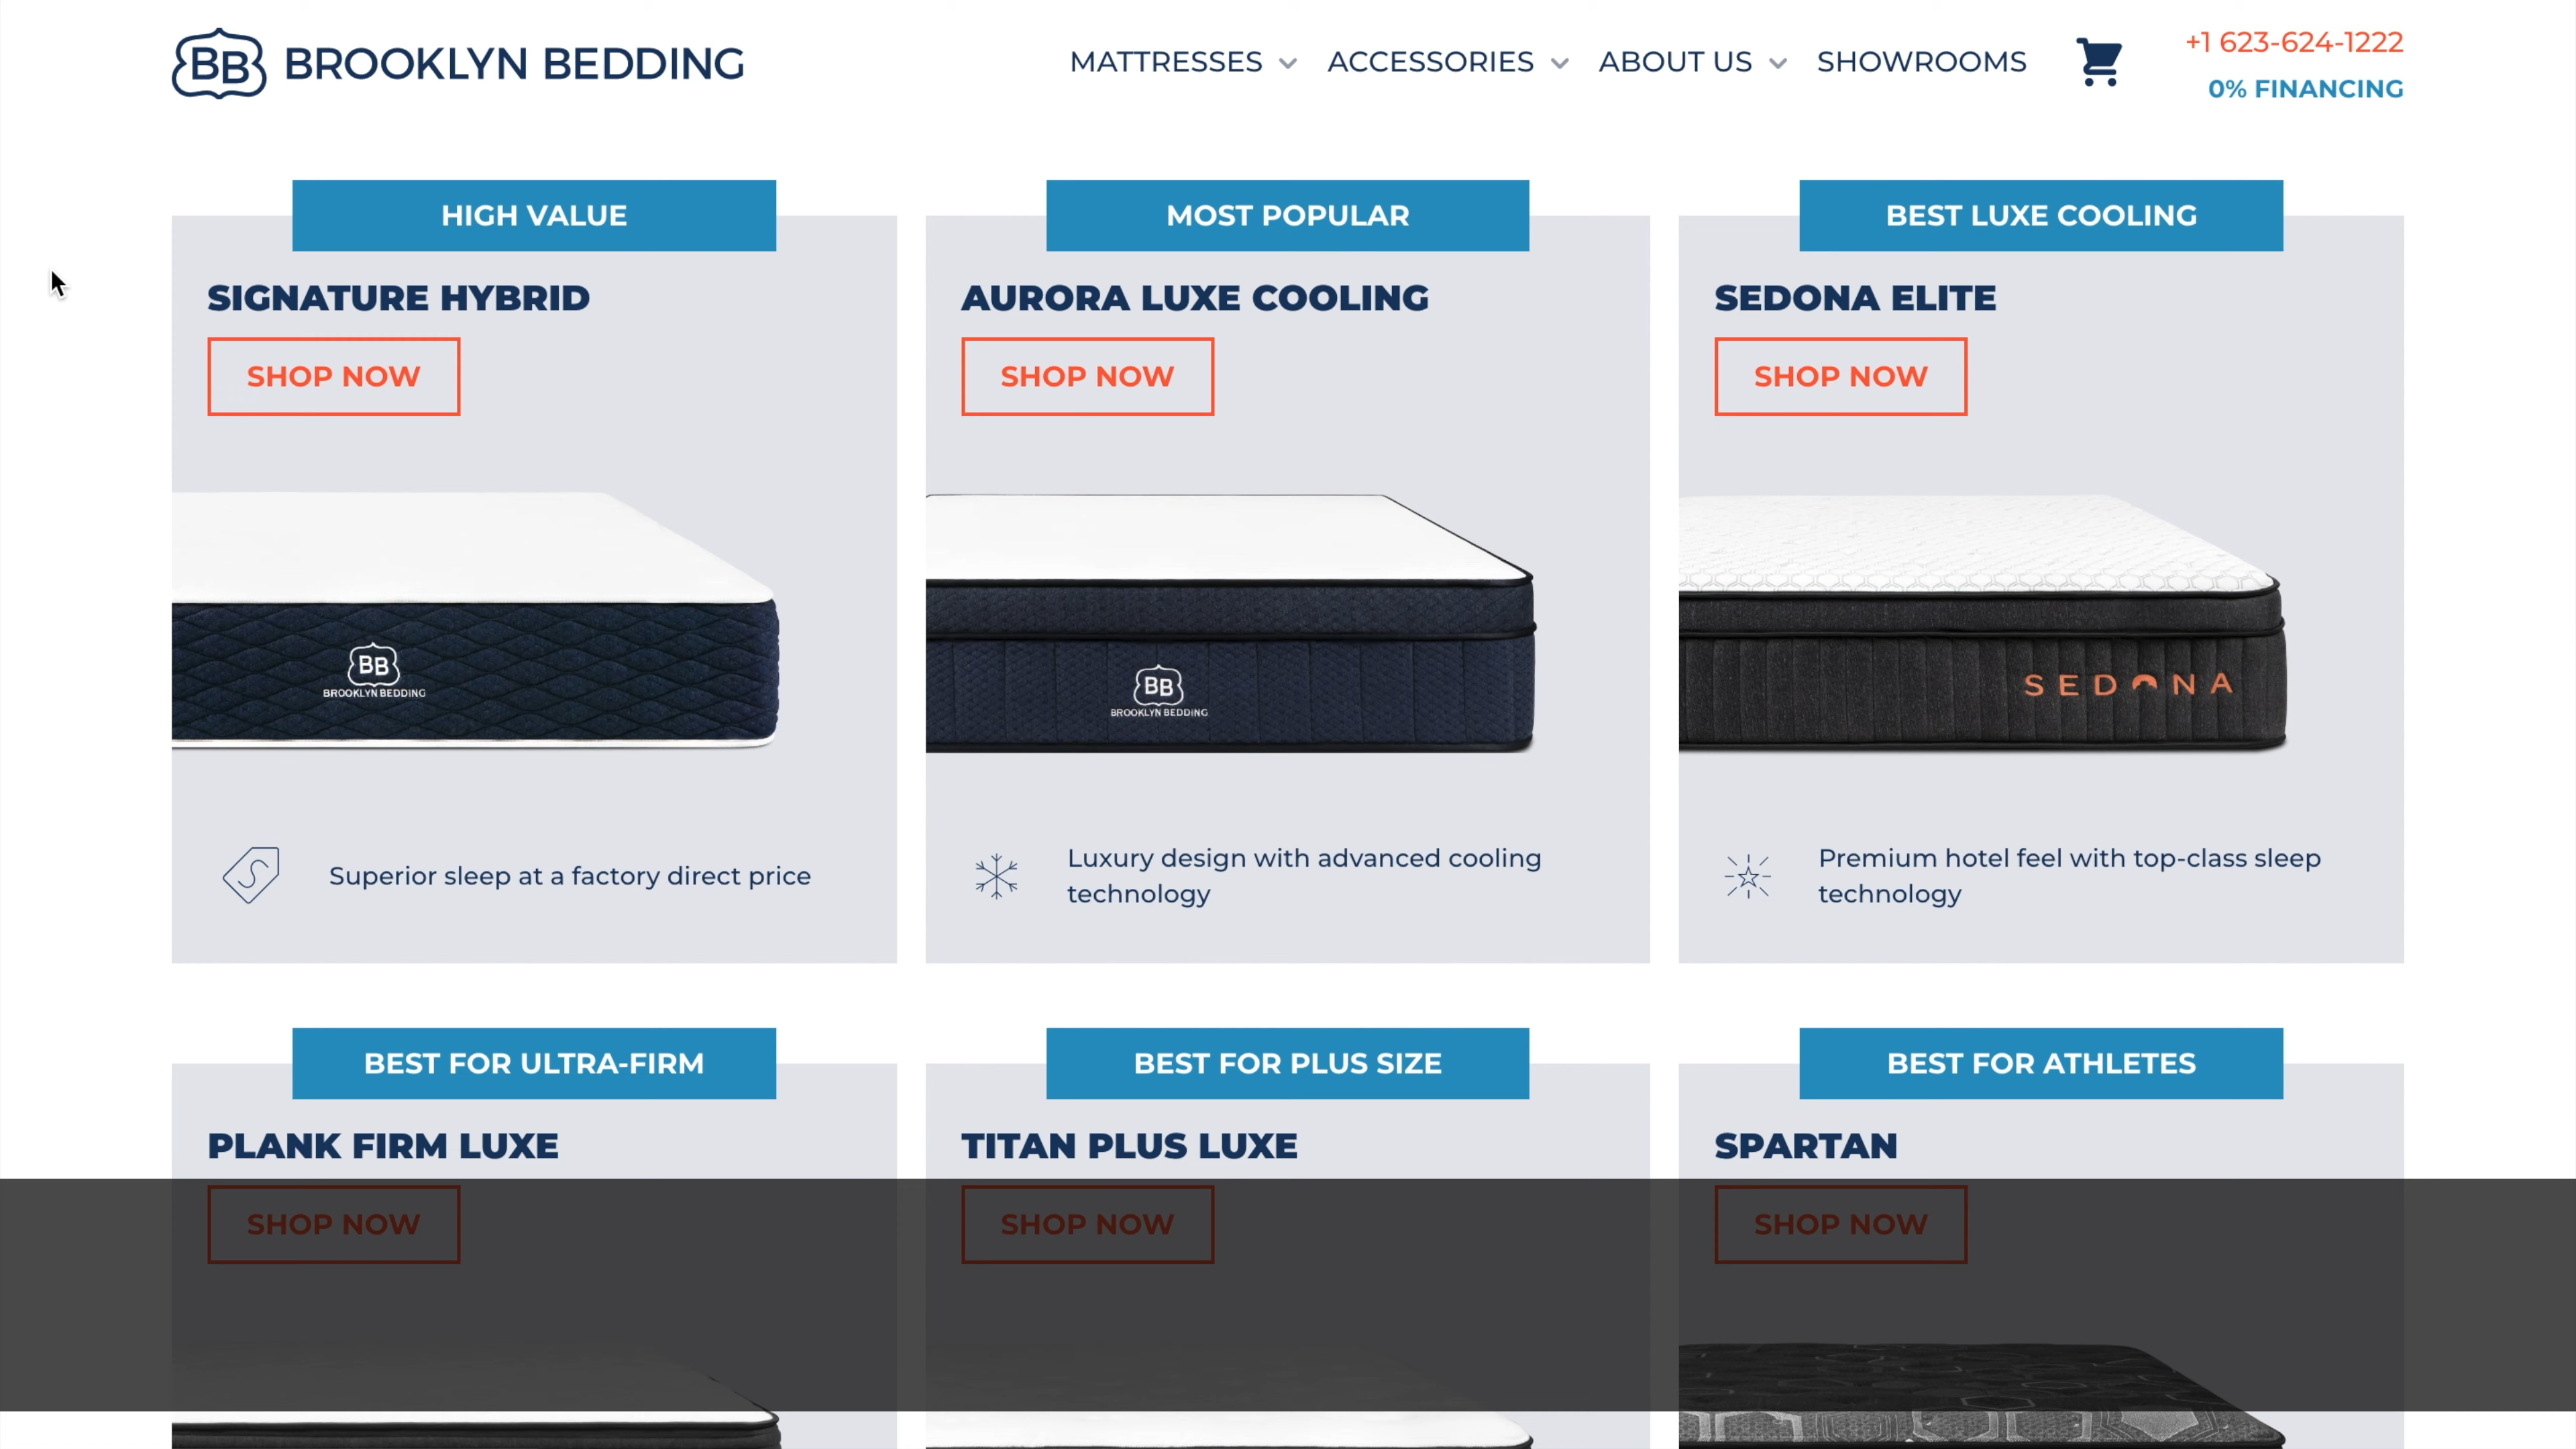 BB BROOKLYN BEDDING
MATTRESSES ACCESSORIES ABOUT US SHOWROOMS
+1 623-624-1222
0% FINANCING
HIGH VALUE
SIGNATURE HYBRID
SHOP NOW
BB
BROOKLYN BEDDING
Superior sleep at a factory direct price
MOST POPULAR
AURORA LUXE COOLING
SHOP NOW
BB
BROOKLYN BEDDING
Luxury design with advanced cooling
technology
BEST LUXE COOLING
SEDONA ELITE
SHOP NOW
SEDONA
Premium hotel feel with top-class sleep
technology
BEST FOR ULTRA-FIRM
PLANK FIRM LUXE
SHOP NOW
BEST FOR PLUS SIZE
TITAN PLUS LUXE
SHOP NOW
BEST FOR ATHLETES
SPARTAN
SHOP NOW